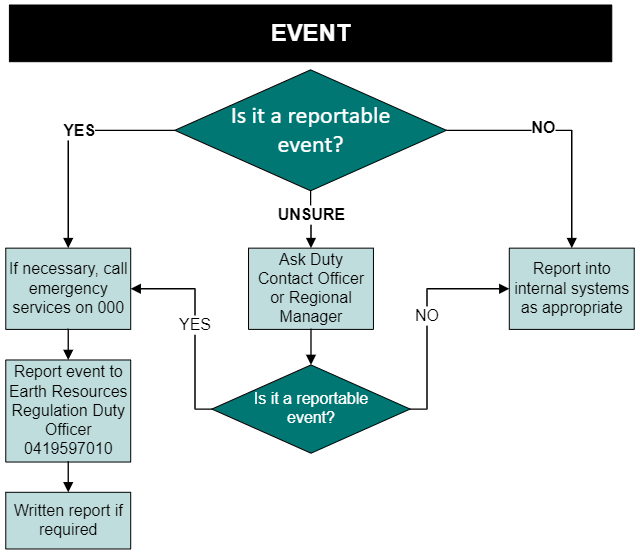 EVENT
Is it a reportable
event?
YES
NO
UNSURE
If necessary, call
emergency
services on 000
Ask Duty
Contact Officer
or Regional
Manager
Report into
internal systems
as appropriate
YES
NO
Report event to
Earth Resources
Regulation Duty
Officer
0419597010
Is it a reportable
event?
Written report if
required